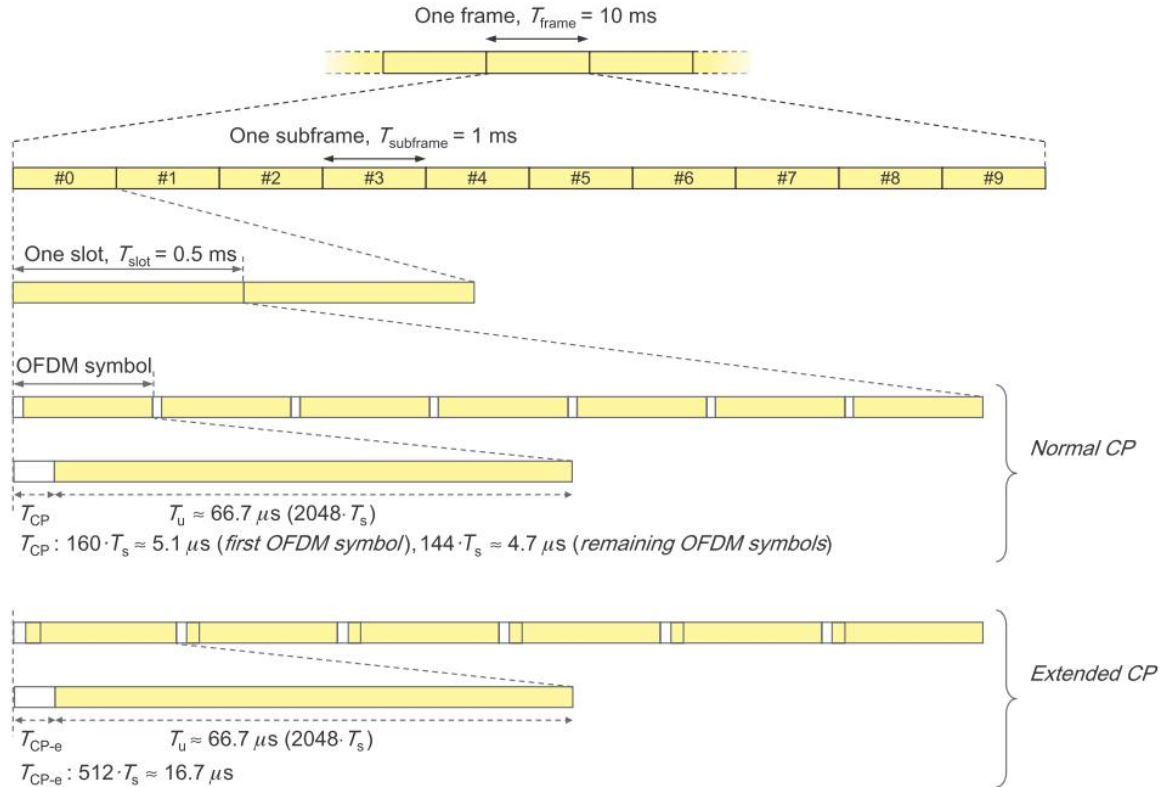 One frame, T_frame = 10 ms
One subframe, T_subframe = 1 ms
#0 #1 #2 #3 #4 #5 #6 #7 #8 #9
One slot, T_slot = 0.5 ms
OFDM symbol
Normal CP
T_CP T_u ≈ 66.7 μs (2048· T_s)
T_CP : 160·T_s ≈ 5.1 μs (first OFDM symbol), 144·T_s ≈ 4.7 μs (remaining OFDM symbols)
Extended CP
T_CP-e T_u ≈ 66.7 μs (2048· T_s)
T_CP-e : 512·T_s ≈ 16.7 μs